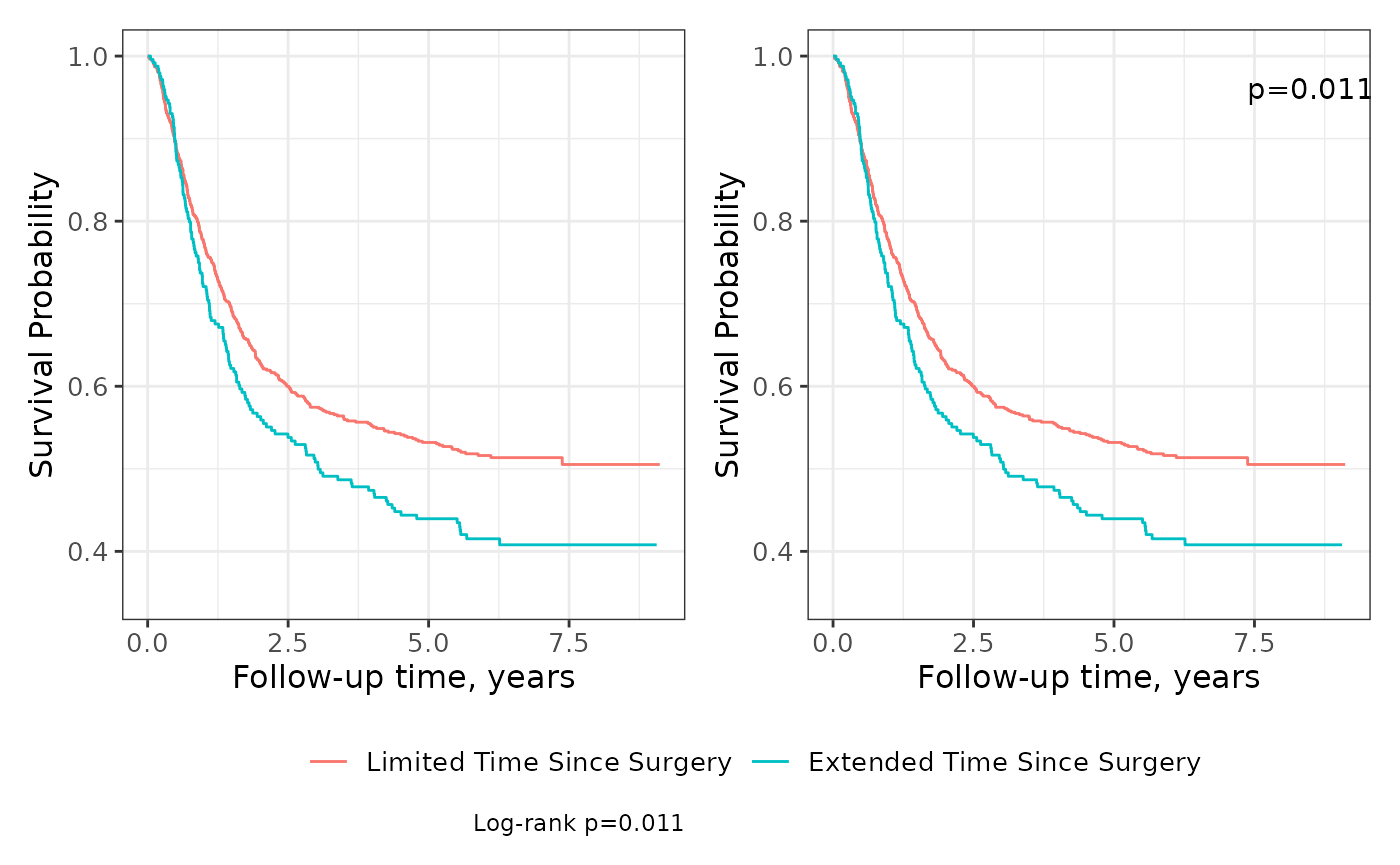 1.0
0.8
0.6
0.4
Survival Probability
0.0 2.5 5.0 7.5
Follow-up time, years
p=0.011
1.0
0.8
0.6
0.4
Survival Probability
0.0 2.5 5.0 7.5
Follow-up time, years
Limited Time Since Surgery Extended Time Since Surgery
Log-rank p=0.011